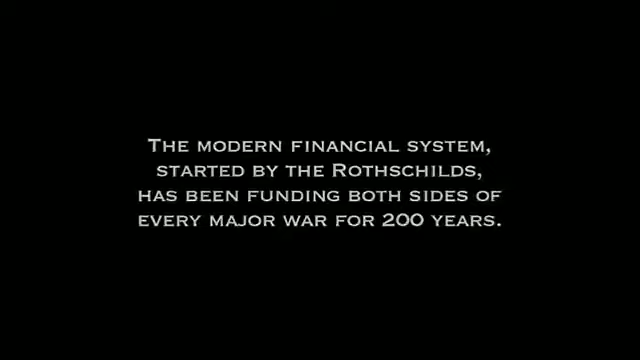 The modern financial system,
started by the Rothschilds,
has been funding both sides of
every major war for 200 years.